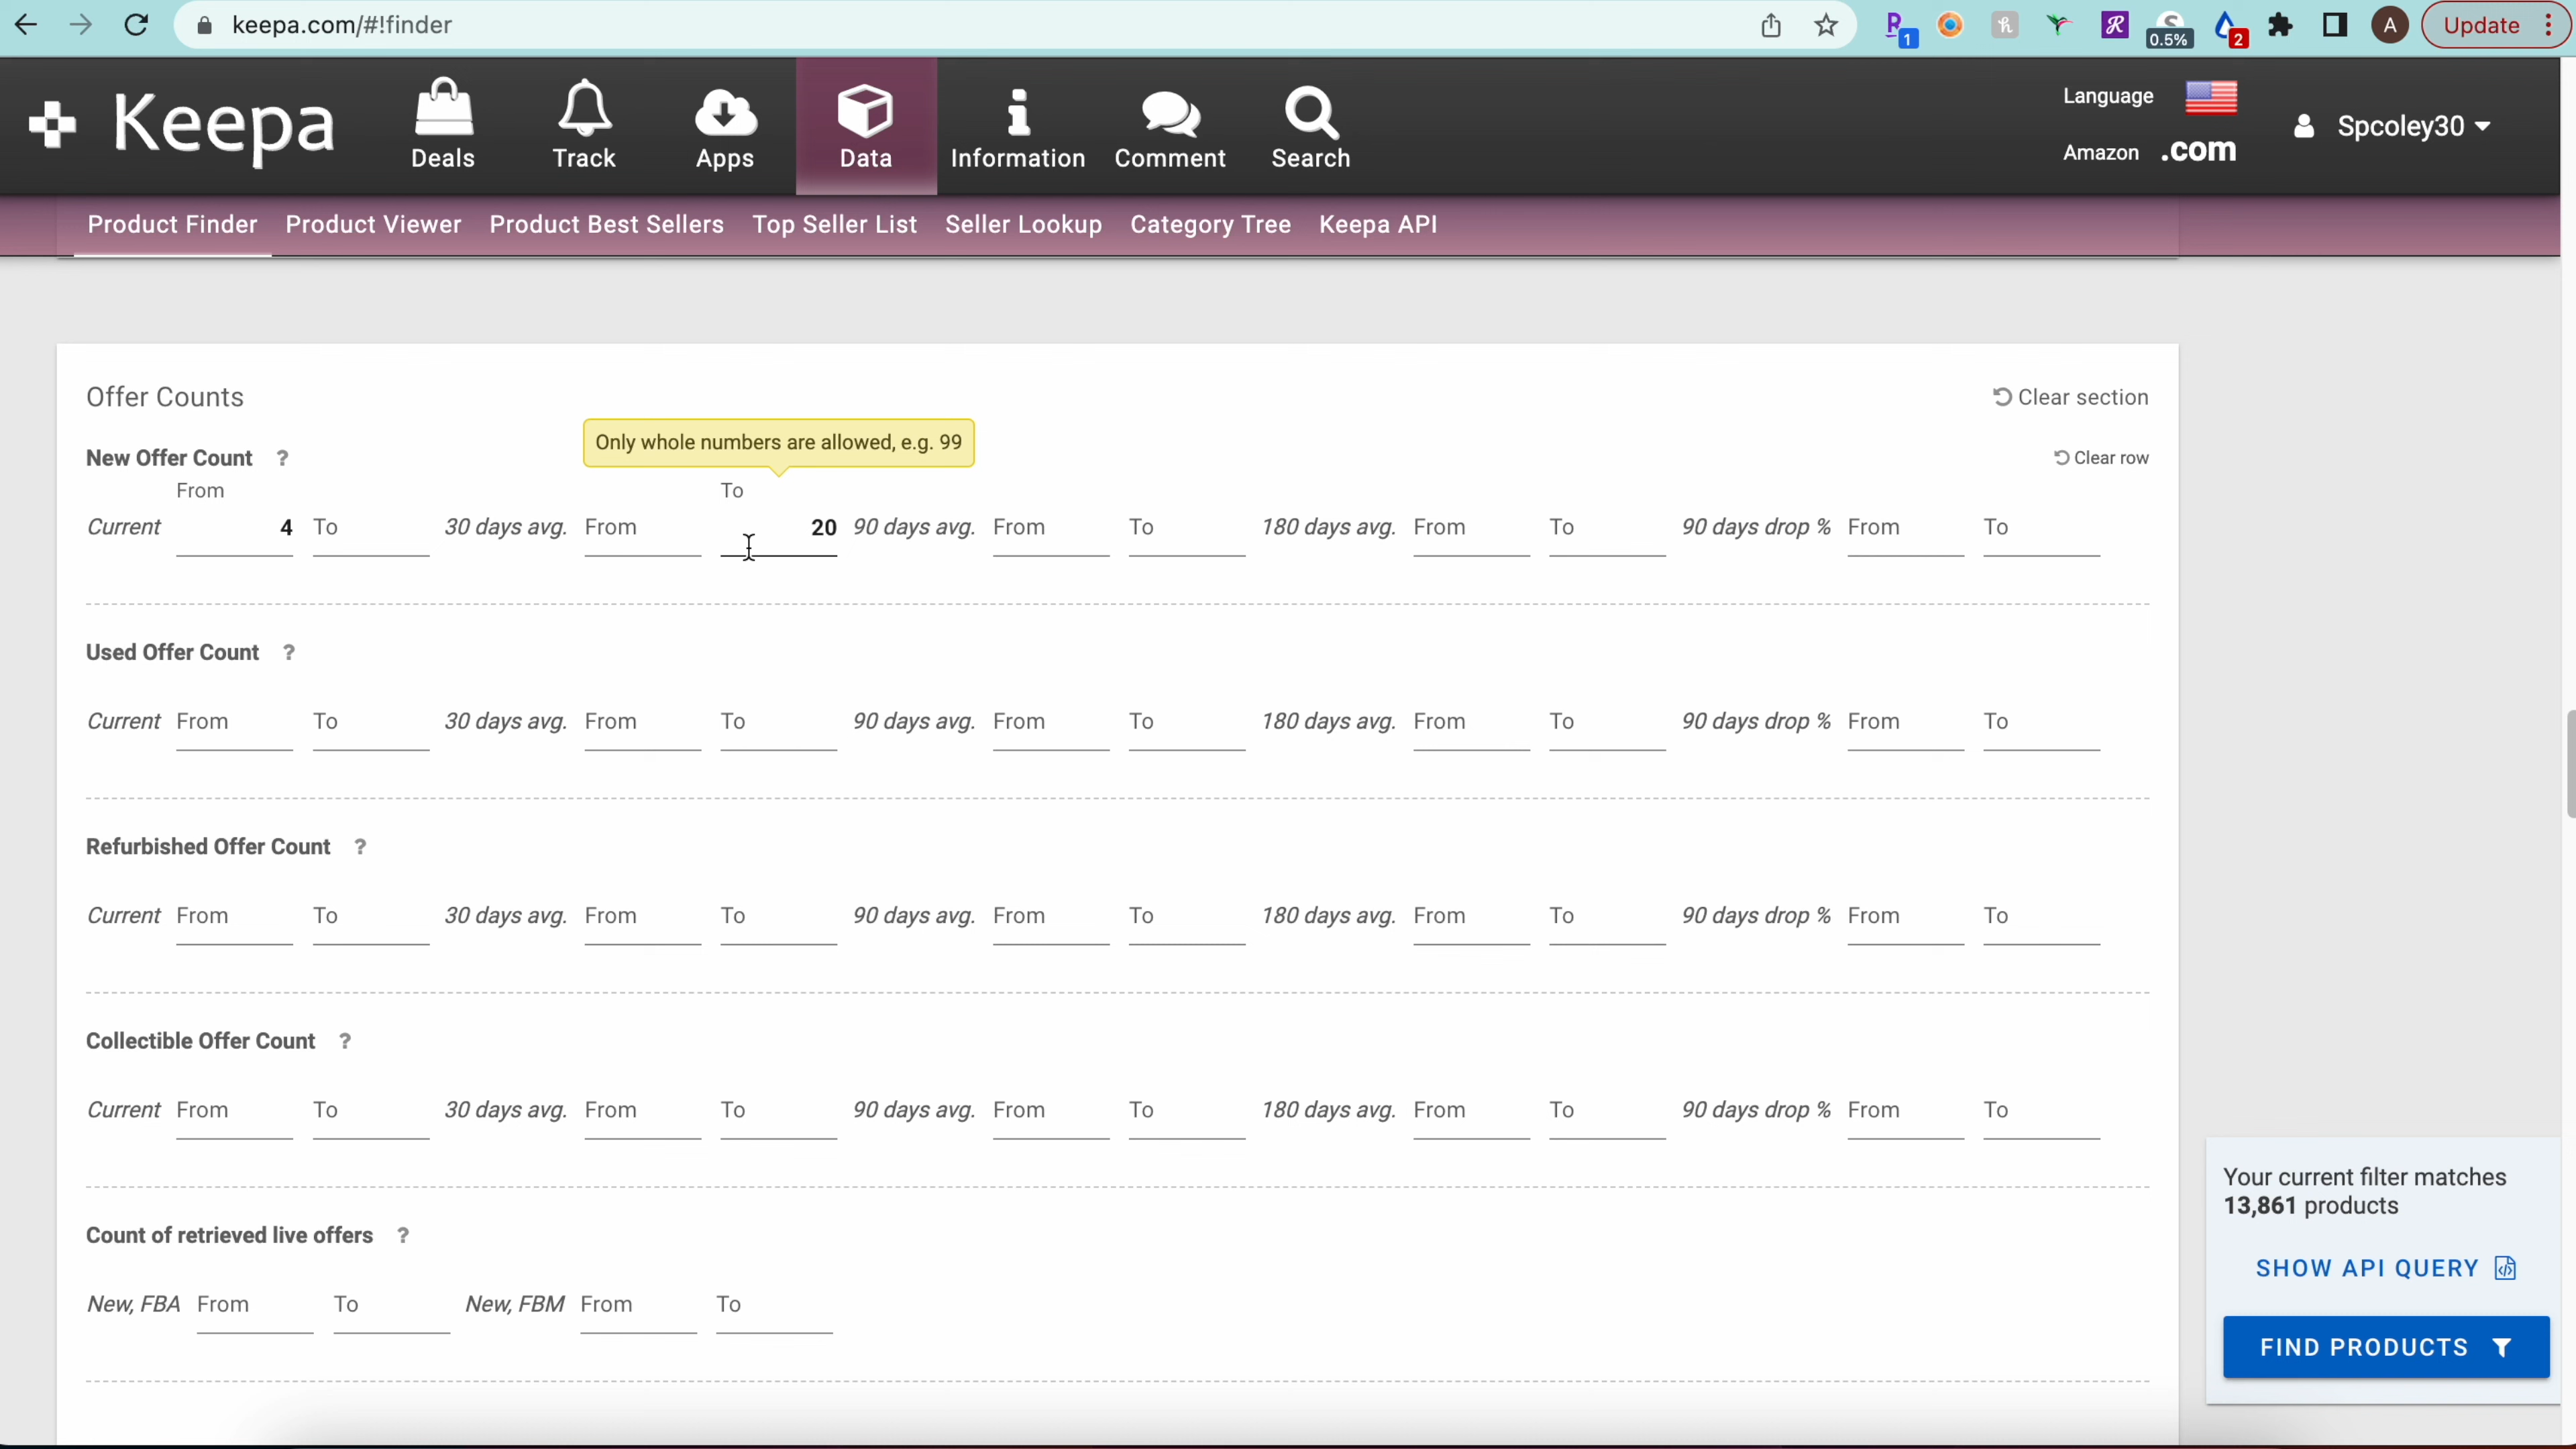 keepa.com/#!finder
1
h
R
S
0.5%
2
A
Update
Keepa
Deals
Track
Apps
Data
Information
Comment
Search
Language
Amazon .com
Spcoley30
Product Finder Product Viewer Product Best Sellers Top Seller List Seller Lookup Category Tree Keepa API
Offer Counts
Clear section
Only whole numbers are allowed, e.g. 99
New Offer Count ?
Clear row
From To
Current 4 To 30 days avg. From 20 90 days avg. From To 180 days avg. From To 90 days drop % From To
Used Offer Count ?
Current From To 30 days avg. From To 90 days avg. From To 180 days avg. From To 90 days drop % From To
Refurbished Offer Count ?
Current From To 30 days avg. From To 90 days avg. From To 180 days avg. From To 90 days drop % From To
Collectible Offer Count ?
Current From To 30 days avg. From To 90 days avg. From To 180 days avg. From To 90 days drop % From To
Count of retrieved live offers ?
New, FBA From To New, FBM From To
Your current filter matches
13,861 products
SHOW API QUERY
FIND PRODUCTS